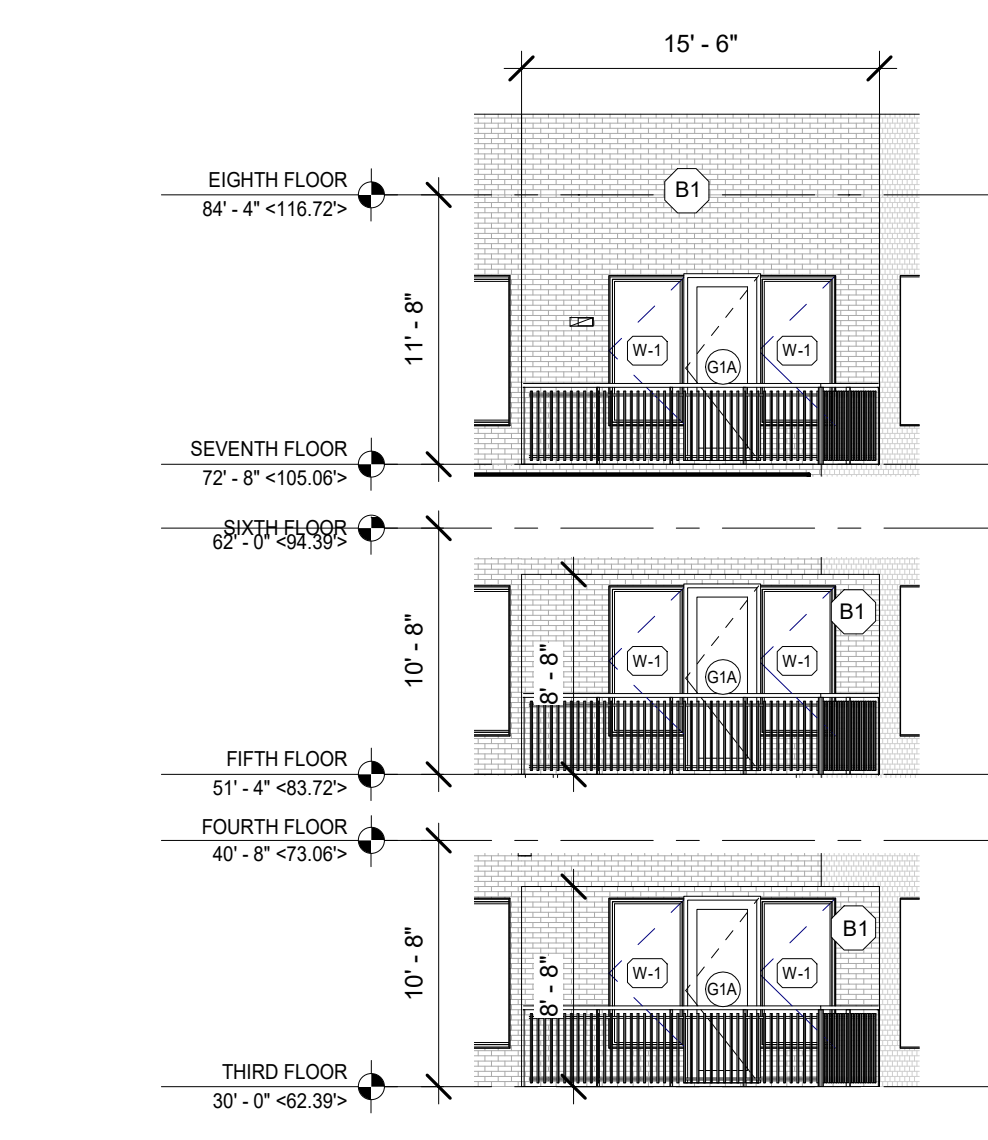 15' - 6"
EIGHTH FLOOR
84' - 4" <116.72'>
B1
11' - 8"
W-1
G1A
W-1
SEVENTH FLOOR
72' - 8" <105.06'>
SIXTH FLOOR
62' - 0" <94.39'>
B1
10' - 8"
8' - 8"
W-1
G1A
W-1
FIFTH FLOOR
51' - 4" <83.72'>
FOURTH FLOOR
40' - 8" <73.06'>
B1
10' - 8"
8' - 8"
W-1
G1A
W-1
THIRD FLOOR
30' - 0" <62.39'>